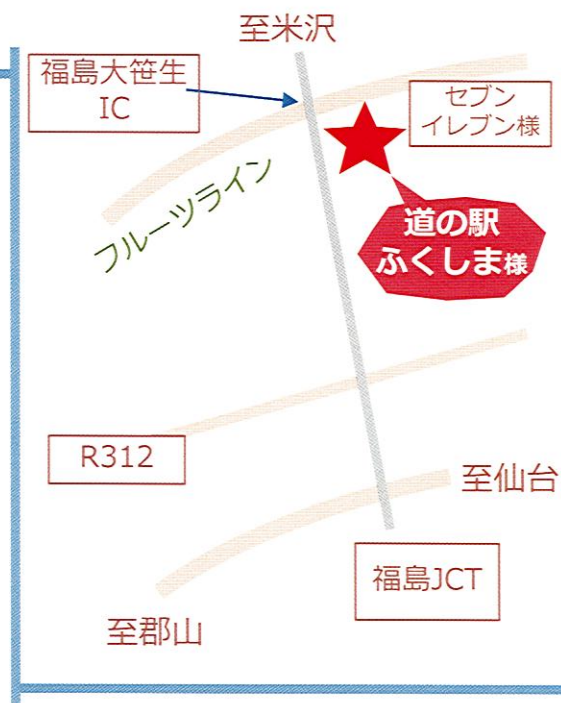 至米沢
福島大笹生
IC
セブン
イレブン様
フルーツライン
道の駅
ふくしま様
R312
至仙台
福島JCT
至郡山